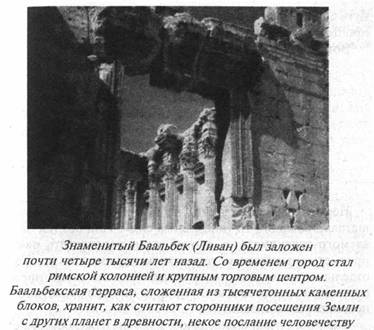 Знаменитый Баальбек (Ливан) был заложен
почти четыре тысячи лет назад. Со временем город стал
римской колонией и крупным торговым центром.
Баальбекская терраса, сложенная из тысячетонных каменных
блоков, хранит, как считают сторонники посещения Земли
с других планет в древности, некое послание человечеству